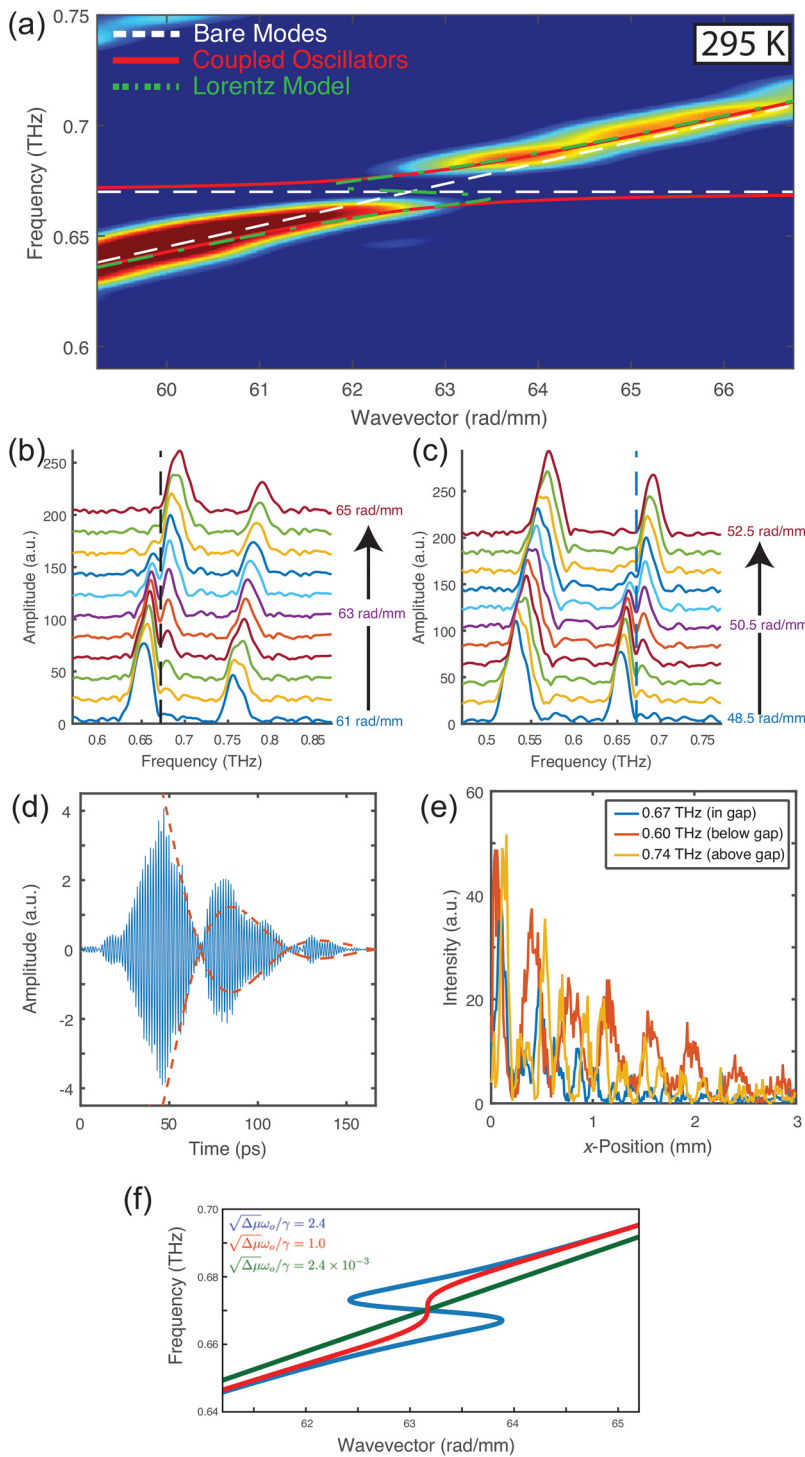 (a)
0.75
0.7
0.65
0.6
Frequency (THz)
Bare Modes
Coupled Oscillators
Lorentz Model
295 K
60 61 62 63 64 65 66
Wavevector (rad/mm)
(b)
250
200
150
100
50
0
Amplitude (a.u.)
65 rad/mm
63 rad/mm
61 rad/mm
0.6 0.65 0.7 0.75 0.8 0.85
Frequency (THz)
(c)
250
200
150
100
50
0
Amplitude (a.u.)
52.5 rad/mm
50.5 rad/mm
48.5 rad/mm
0.5 0.55 0.6 0.65 0.7 0.75
Frequency (THz)
(d)
4
2
0
-2
-4
Amplitude (a.u.)
0 50 100 150
Time (ps)
(e)
60
40
20
0
Intensity (a.u.)
0.67 THz (in gap)
0.60 THz (below gap)
0.74 THz (above gap)
0 1 2 3
x-Position (mm)
(f)
0.70
0.68
0.66
0.64
Frequency (THz)
√Δμω₀/γ = 2.4
√Δμω₀/γ = 1.0
√Δμω₀/γ = 2.4 × 10⁻³
62 63 64 65
Wavevector (rad/mm)